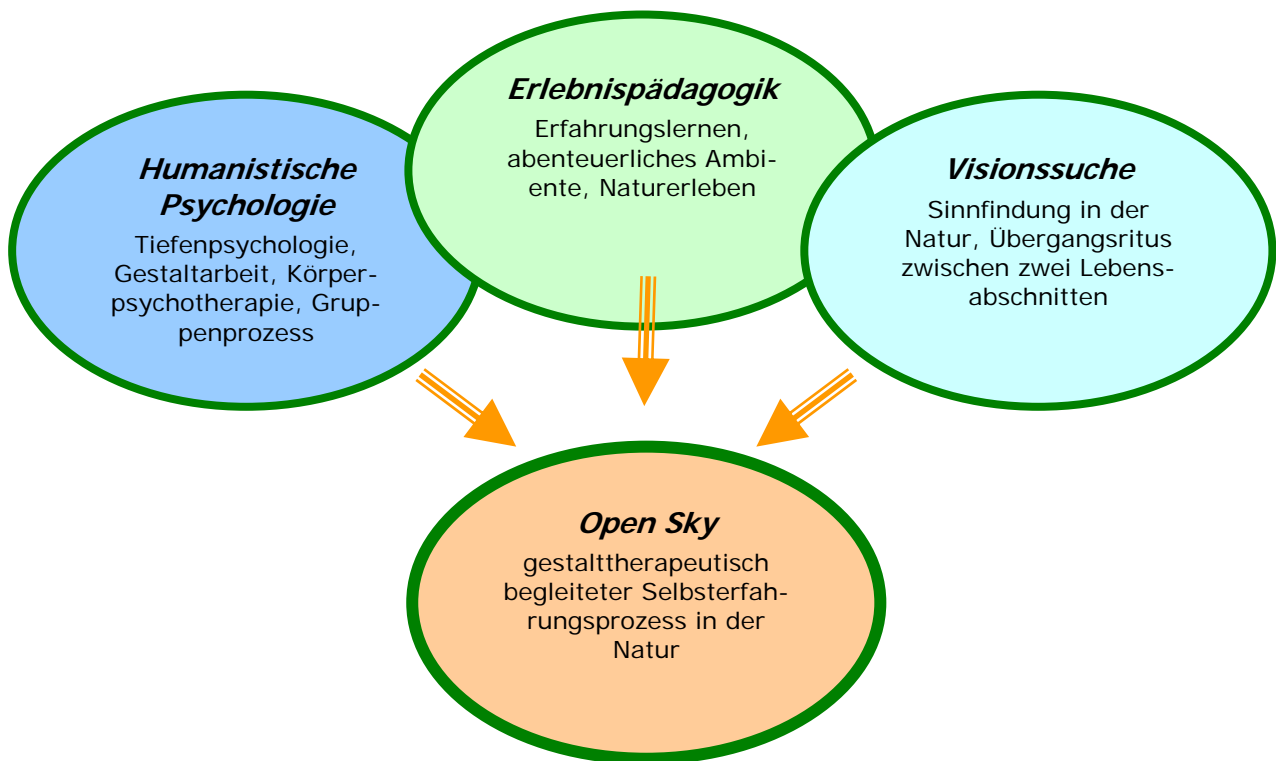 Humanistische
Psychologie
Tiefenpsychologie,
Gestaltarbeit, Körper-
psychotherapie, Grup-
penprozess
Erlebnispädagogik
Erfahrungslernen,
abenteuerliches Ambi-
ente, Naturerleben
Visionssuche
Sinnfindung in der
Natur, Übergangsritus
zwischen zwei Lebens-
abschnitten
Open Sky
gestalttherapeutisch
begleiteter Selbsterfah-
rungsprozess in der
Natur